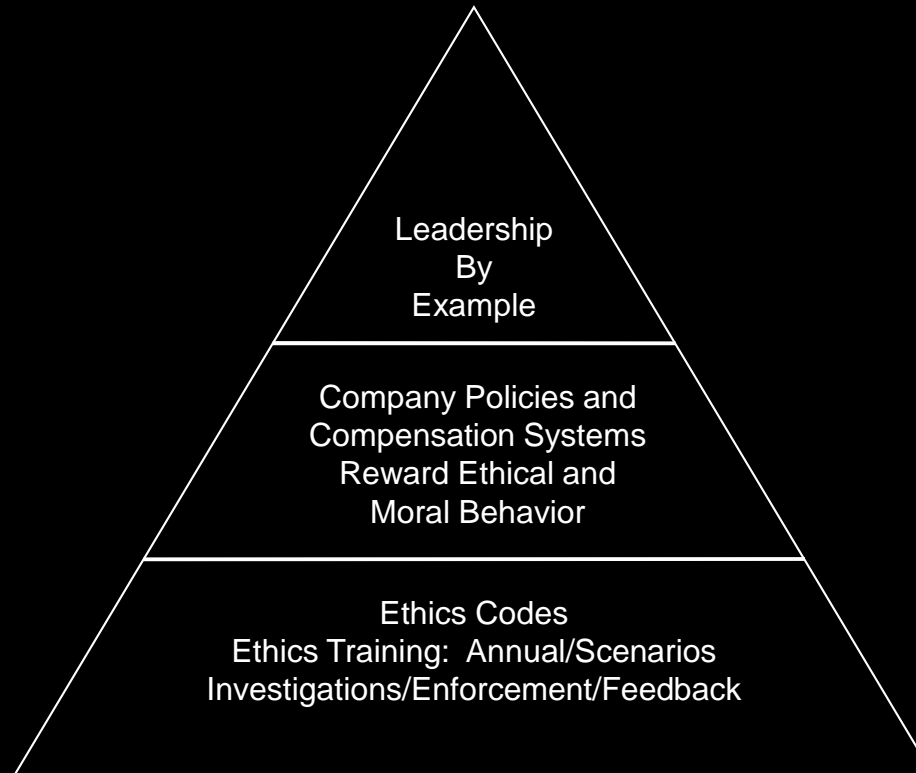 Leadership
By
Example
Company Policies and
Compensation Systems
Reward Ethical and
Moral Behavior
Ethics Codes
Ethics Training:  Annual/Scenarios
Investigations/Enforcement/Feedback